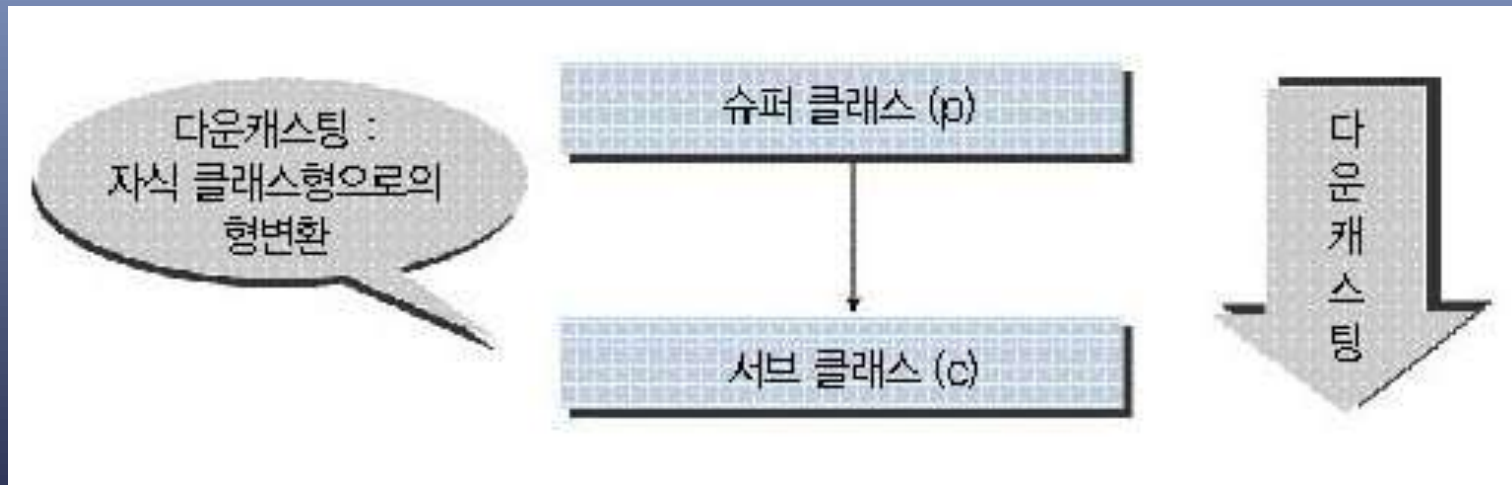 다운캐스팅 :
자식 클래스형으로의
형변환
슈퍼 클래스 (p)
서브 클래스 (c)
다운캐스팅